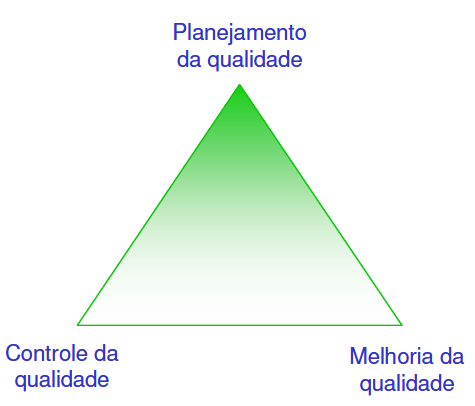 Planejamento
da qualidade
Controle da
qualidade
Melhoria da
qualidade